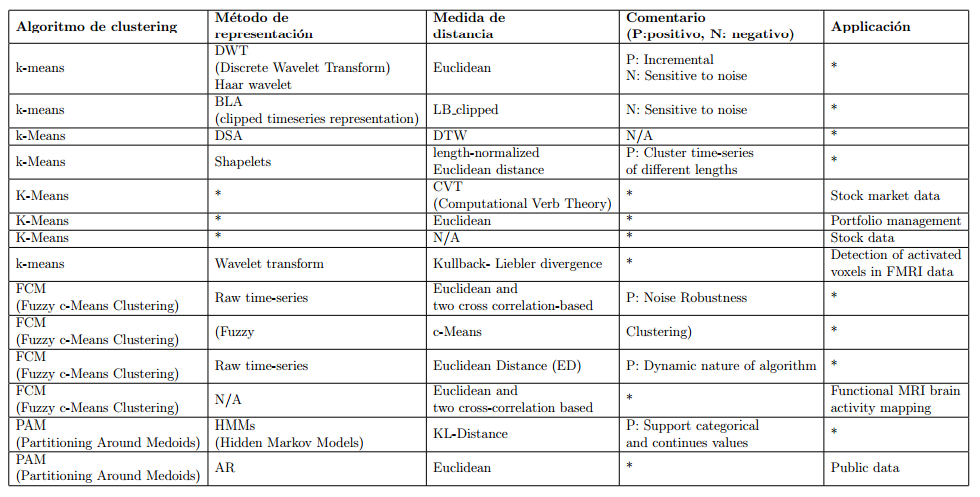 Algoritmo de clustering
Método de
representación
Medida de
distancia
Comentario
(P:positivo, N: negativo)
Applicación
k-means
DWT
(Discrete Wavelet Transform)
Haar wavelet
Euclidean
P: Incremental
N: Sensitive to noise
*
k-means
BLA
(clipped timeseries representation)
LB_clipped
N: Sensitive to noise
*
k-Means
DSA
DTW
N/A
*
k-Means
Shapelets
length-normalized
Euclidean distance
P: Cluster time-series
of different lengths
*
K-Means
*
CVT
(Computational Verb Theory)
*
Stock market data
K-Means
*
Euclidean
*
Portfolio management
K-Means
*
N/A
*
Stock data
k-means
Wavelet transform
Kullback- Liebler divergence
*
Detection of activated
voxels in FMRI data
FCM
(Fuzzy c-Means Clustering)
Raw time-series
Euclidean and
two cross correlation-based
P: Noise Robustness
*
FCM
(Fuzzy c-Means Clustering)
(Fuzzy
c-Means
Clustering)
*
FCM
(Fuzzy c-Means Clustering)
Raw time-series
Euclidean Distance (ED)
P: Dynamic nature of algorithm
*
FCM
(Fuzzy c-Means Clustering)
N/A
Euclidean and
two cross-correlation based
*
Functional MRI brain
activity mapping
PAM
(Partitioning Around Medoids)
HMMs
(Hidden Markov Models)
KL-Distance
P: Support categorical
and continues values
*
PAM
(Partitioning Around Medoids)
AR
Euclidean
*
Public data